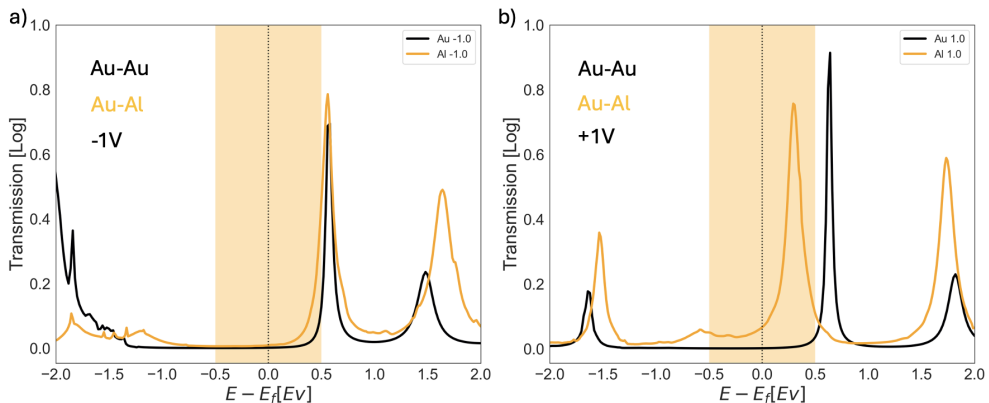 a)
Transmission [Log]
1.0
0.8
0.6
0.4
0.2
0.0
Au-Au
Au-Al
-1V
Au -1.0
Al -1.0
−2.0 −1.5 −1.0 −0.5 0.0 0.5 1.0 1.5 2.0
E − E_f[Ev]
b)
Transmission [Log]
1.0
0.8
0.6
0.4
0.2
0.0
Au-Au
Au-Al
+1V
Au 1.0
Al 1.0
−2.0 −1.5 −1.0 −0.5 0.0 0.5 1.0 1.5 2.0
E − E_f[Ev]